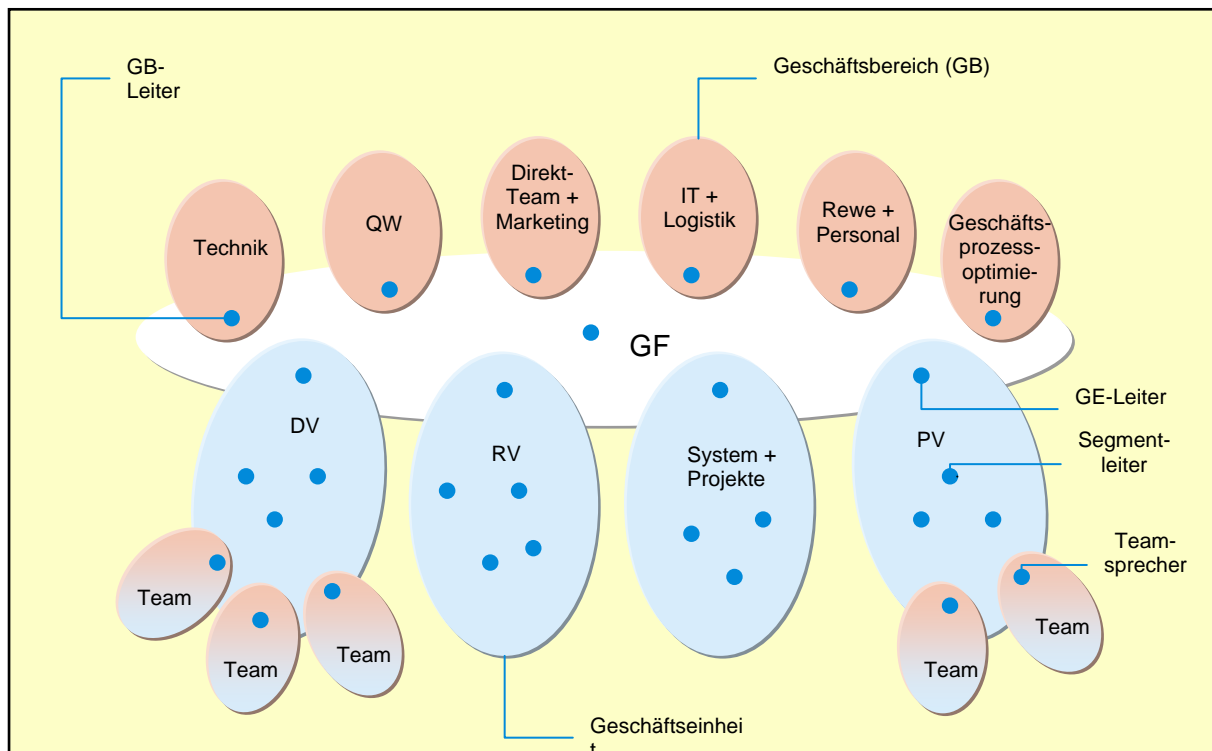 GB-
Leiter
Geschäftsbereich (GB)
Technik
QW
Direkt-
Team +
Marketing
IT +
Logistik
Rewe +
Personal
Geschäfts-
prozess-
optimie-
rung
GF
DV
RV
System +
Projekte
PV
GE-Leiter
Segment-
leiter
Team-
sprecher
Team
Team
Team
Team
Team
Geschäftseinhei
t